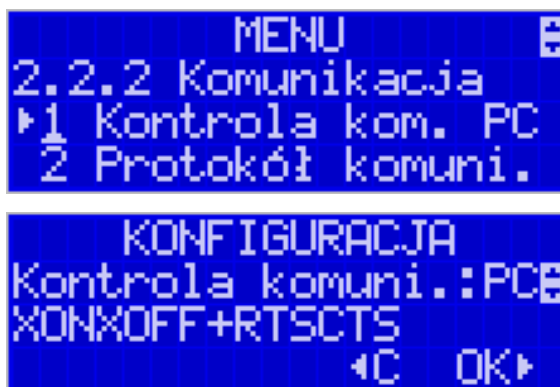 MENU
2.2.2 Komunikacja
1 Kontrola kom. PC
2 Protokół komuni.
KONFIGURACJA
Kontrola komuni.:PC
XONXOFF+RTSCTS
C OK